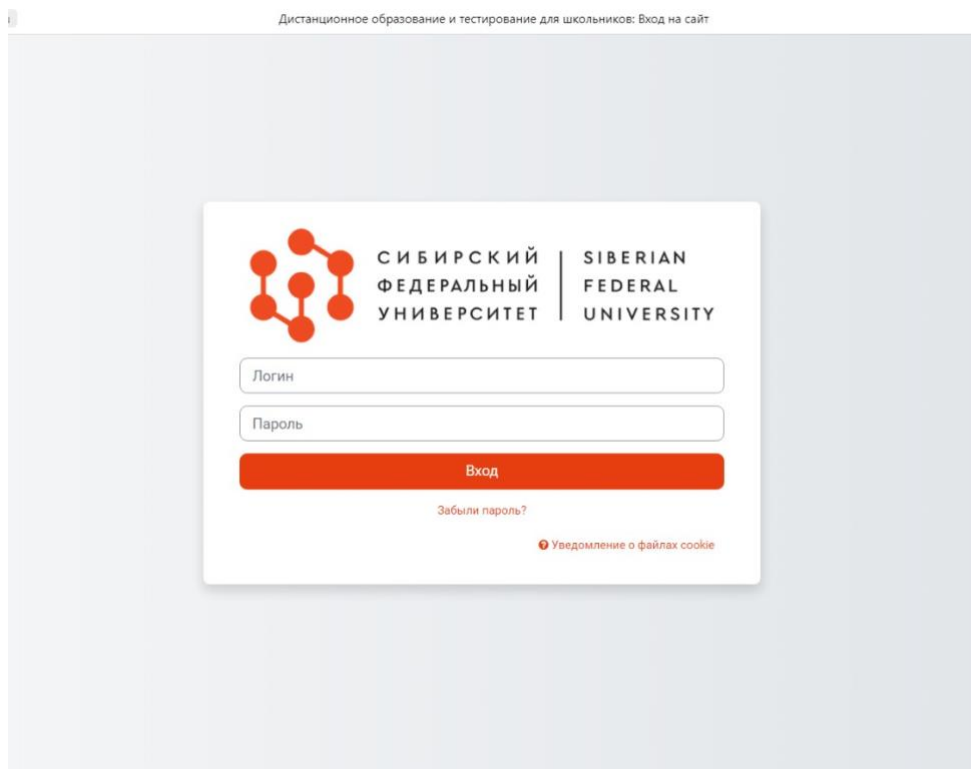 Дистанционное образование и тестирование для школьников: Вход на сайт
СИБИРСКИЙ
ФЕДЕРАЛЬНЫЙ
УНИВЕРСИТЕТ
SIBERIAN
FEDERAL
UNIVERSITY
Логин
Пароль
Вход
Забыли пароль?
Уведомление о файлах cookie